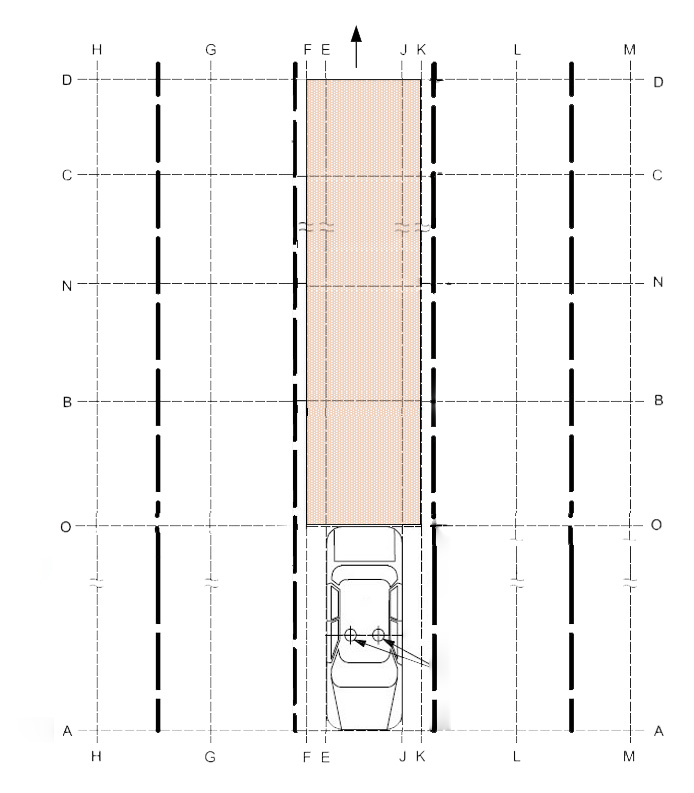 H G F E J K L M
D D
C C
N N
B B
O O
A A
H G F E J K L M